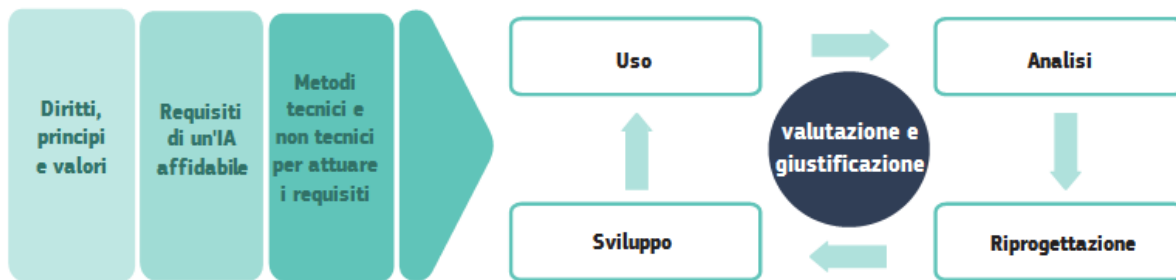 Diritti,
principi
e valori
Requisiti
di un'IA
affidabile
Metodi
tecnici e
non tecnici
per attuare
i requisiti
Uso
Analisi
valutazione e
giustificazione
Sviluppo
Riprogettazione